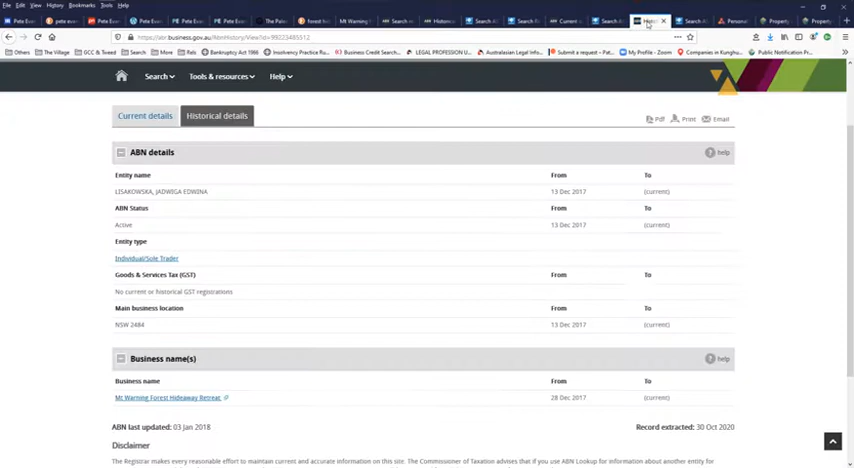 File Edit View History Bookmarks Tools Help
https://abr.business.gov.au/AbnHistory/View?id=99223485512
Others Most GCC & Tweed Court Rels Bankruptcy Act 1966 Insolvency Practice Ru... Business Credit Search... LEGAL PROFESSION U... Australasian Legal Info... Submit a request – Pat... My Profile - Zoom Companies in Kunghu... Public Notification Pr...
Search Tools & resources Help
Current details Historical details Pdf Print Email
ABN details help
Entity name From To
LISAKOWSKA, JADWIGA EDWINA 13 Dec 2017 (current)
ABN Status From To
Active 13 Dec 2017 (current)
Entity type
Individual/Sole Trader
Goods & Services Tax (GST) From To
No current or historical GST registrations
Main business location From To
NSW 2484 13 Dec 2017 (current)
Business name(s) help
Business name From To
Mt Warning Forest Hideaway Retreat 28 Dec 2017 (current)
ABN last updated: 03 Jan 2018 Record extracted: 30 Oct 2020
Disclaimer
The Registrar makes every reasonable effort to maintain current and accurate information on this site. The Commissioner of Taxation advises that if you use ABN Lookup for information about another entity for